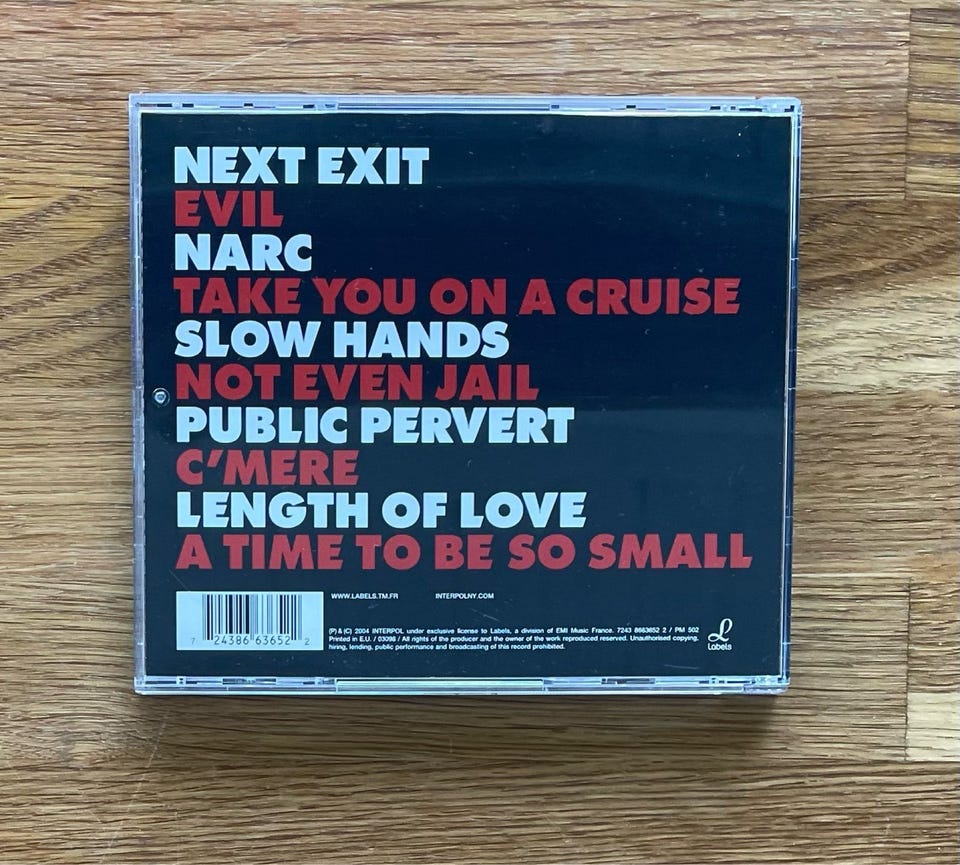 NEXT EXIT
EVIL
NARC
TAKE YOU ON A CRUISE
SLOW HANDS
NOT EVEN JAIL
PUBLIC PERVERT
C'MERE
LENGTH OF LOVE
A TIME TO BE SO SMALL
WWW.LABELS.TM.FR INTERPOLNY.COM
7 24386 63652 2
(P) & (C) 2004 INTERPOL under exclusive license to Labels, a division of EMI Music France. 7243 8663652 2 / PM 502
Printed in E.U. / 03098 / All rights of the producer and the owner of the work reproduced reserved. Unauthorised copying,
hiring, lending, public performance and broadcasting of this record prohibited.
L
Labels